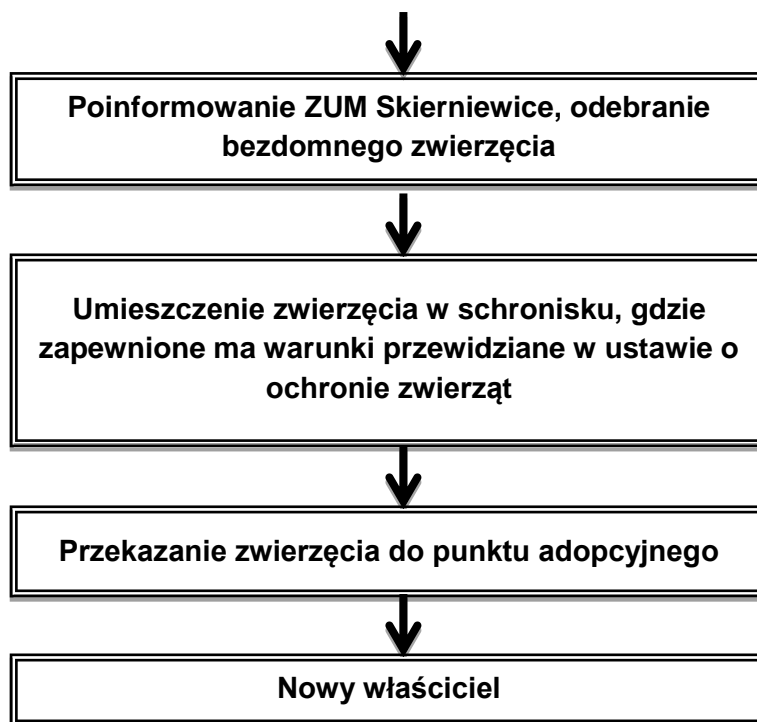 Poinformowanie ZUM Skierniewice, odebranie
bezdomnego zwierzęcia
Umieszczenie zwierzęcia w schronisku, gdzie
zapewnione ma warunki przewidziane w ustawie o
ochronie zwierząt
Przekazanie zwierzęcia do punktu adopcyjnego
Nowy właściciel